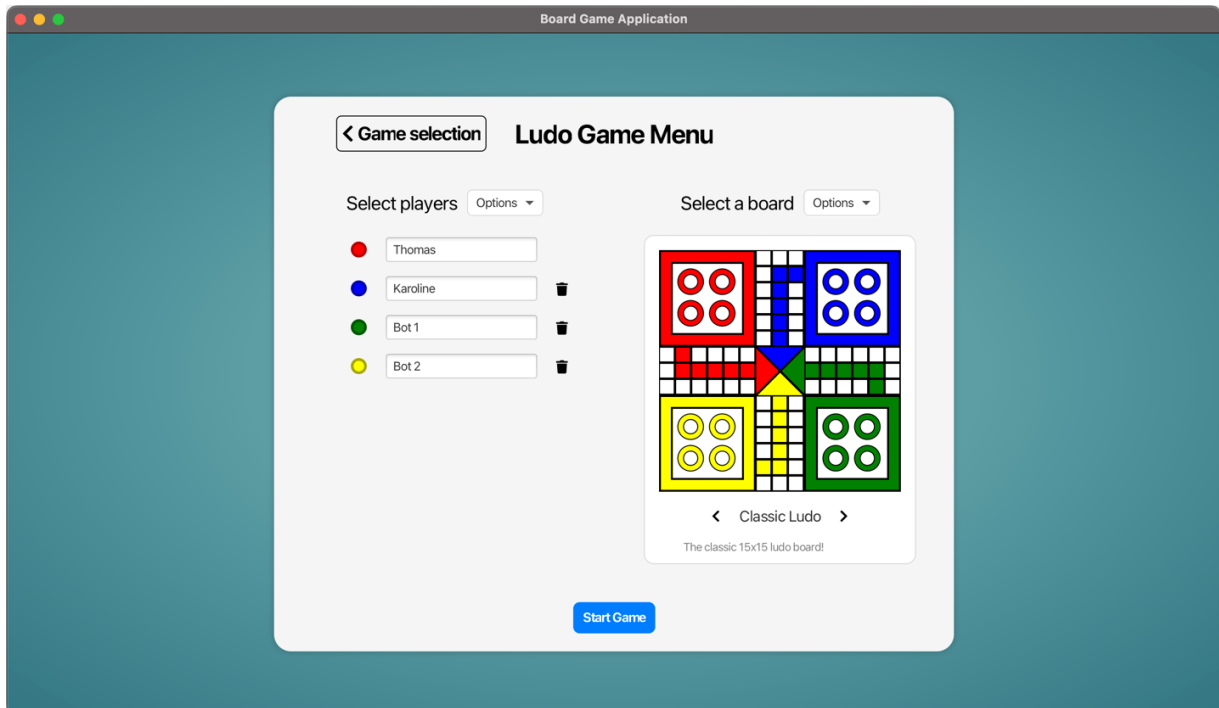 Board Game Application
Game selection
Ludo Game Menu
Select players
Options
Thomas
Karoline
Bot 1
Bot 2
Select a board
Options
Classic Ludo
The classic 15x15 ludo board!
Start Game